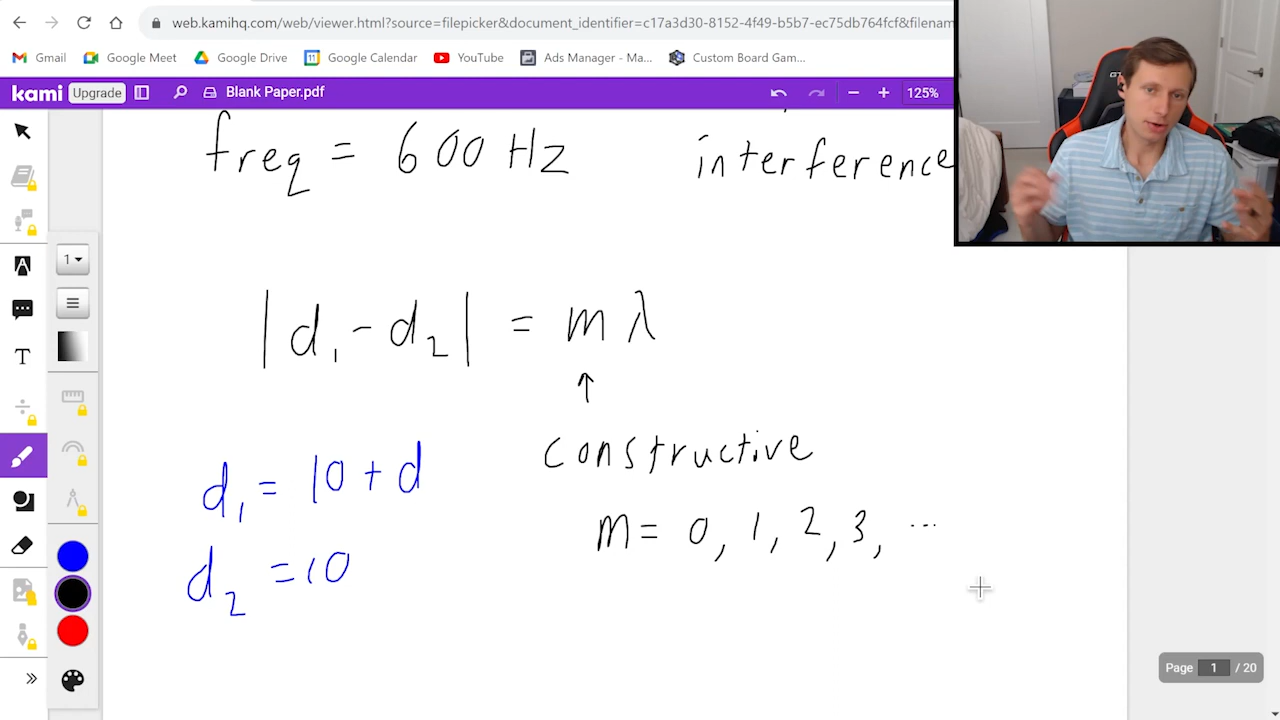 web.kamihq.com/web/viewer.html?source=filepicker&document_identifier=c17a3d30-8152-4f49-b5b7-ec75db764fcf&filenam
Gmail Google Meet Google Drive Google Calendar YouTube Ads Manager - Ma... Custom Board Gam...
kami Upgrade Blank Paper.pdf 125%
freq = 600 Hz
interference
|d₁ - d₂| = mλ
↑
constructive
d₁ = 10 + d
m = 0, 1, 2, 3, ...
d₂ = 10
1
A
T
GT
Page 1 / 20